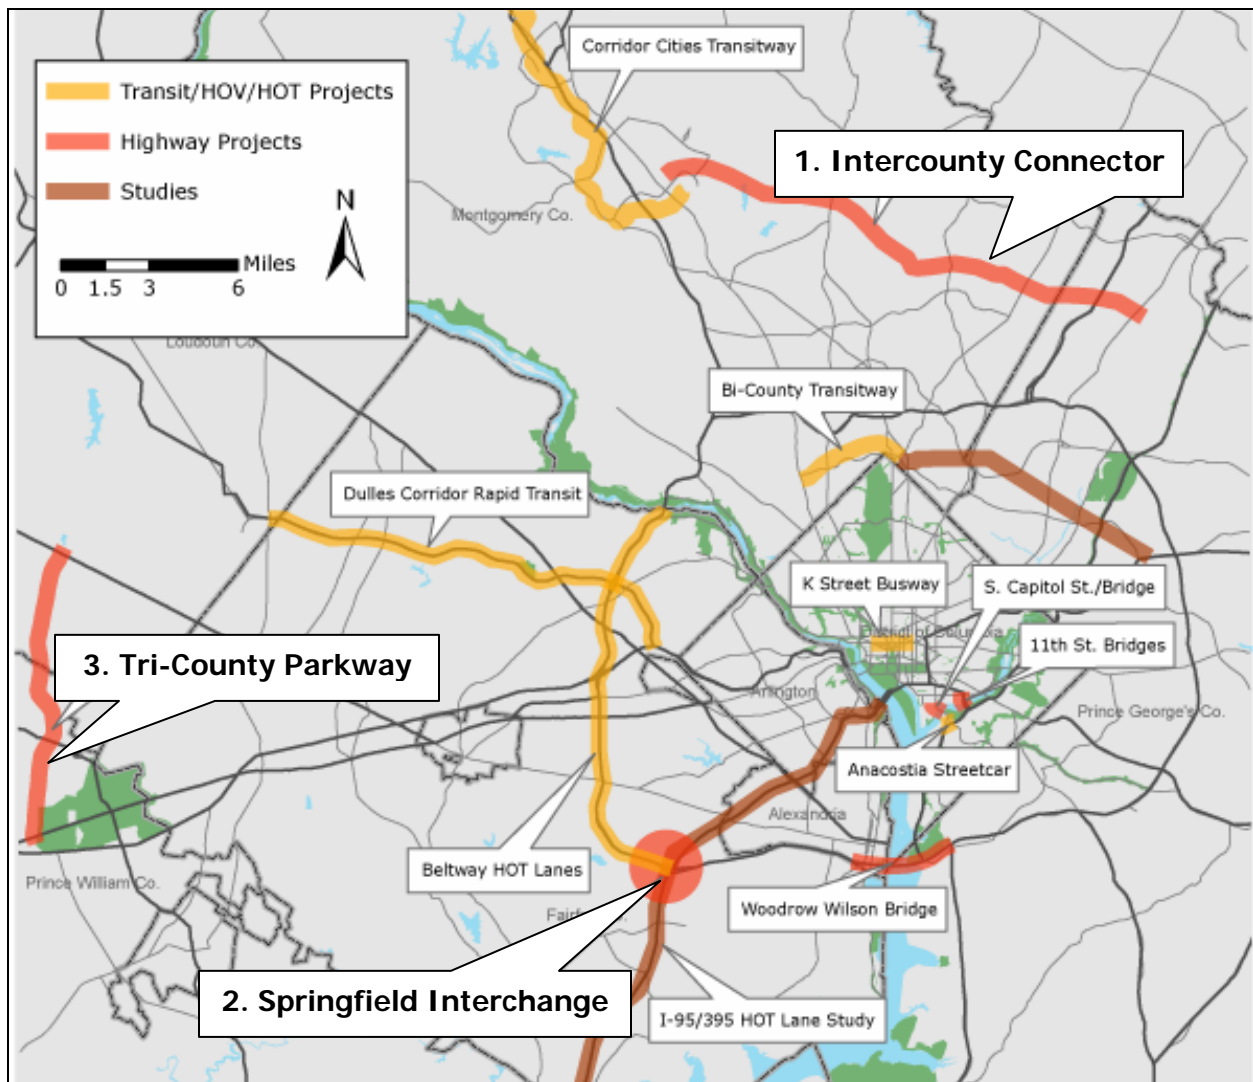 Corridor Cities Transitway
Transit/HOV/HOT Projects
Highway Projects
Studies
N
Miles
0 1.5 3 6
1. Intercounty Connector
Montgomery Co.
Loudoun Co.
Bi-County Transitway
Dulles Corridor Rapid Transit
K Street Busway
S. Capitol St./Bridge
District of Columbia
11th St. Bridges
3. Tri-County Parkway
Arlington
Prince George's Co.
Anacostia Streetcar
Alexandria
Beltway HOT Lanes
Prince William Co.
Woodrow Wilson Bridge
2. Springfield Interchange
I-95/395 HOT Lane Study